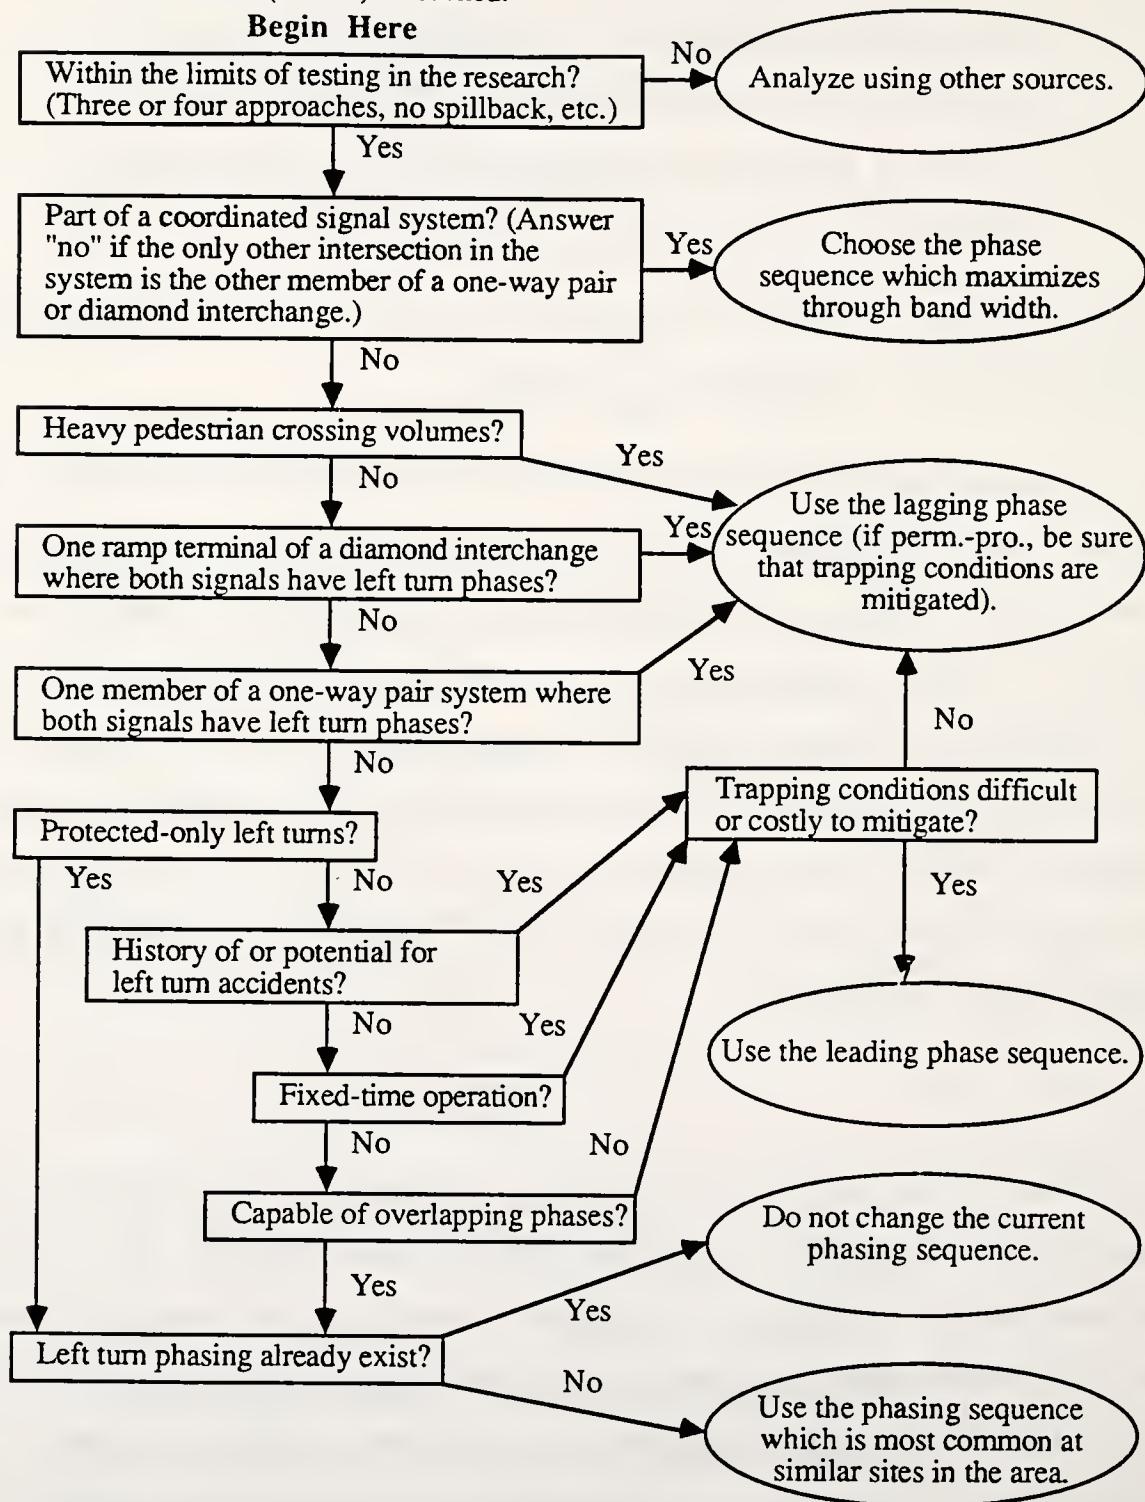 Begin Here
Within the limits of testing in the research?
(Three or four approaches, no spillback, etc.)
No
Analyze using other sources.
Yes
Part of a coordinated signal system? (Answer
"no" if the only other intersection in the
system is the other member of a one-way pair
or diamond interchange.)
Yes
Choose the phase
sequence which maximizes
through band width.
No
Heavy pedestrian crossing volumes?
Yes
No
Use the lagging phase
sequence (if perm.-pro., be sure
that trapping conditions are
mitigated).
One ramp terminal of a diamond interchange
where both signals have left turn phases?
Yes
No
One member of a one-way pair system where
both signals have left turn phases?
Yes
No
No
Trapping conditions difficult
or costly to mitigate?
Protected-only left turns?
Yes
No
Yes
Yes
History of or potential for
left turn accidents?
No
Yes
Use the leading phase sequence.
Fixed-time operation?
No
No
Capable of overlapping phases?
Do not change the current
phasing sequence.
Yes
Yes
Left turn phasing already exist?
No
Use the phasing sequence
which is most common at
similar sites in the area.